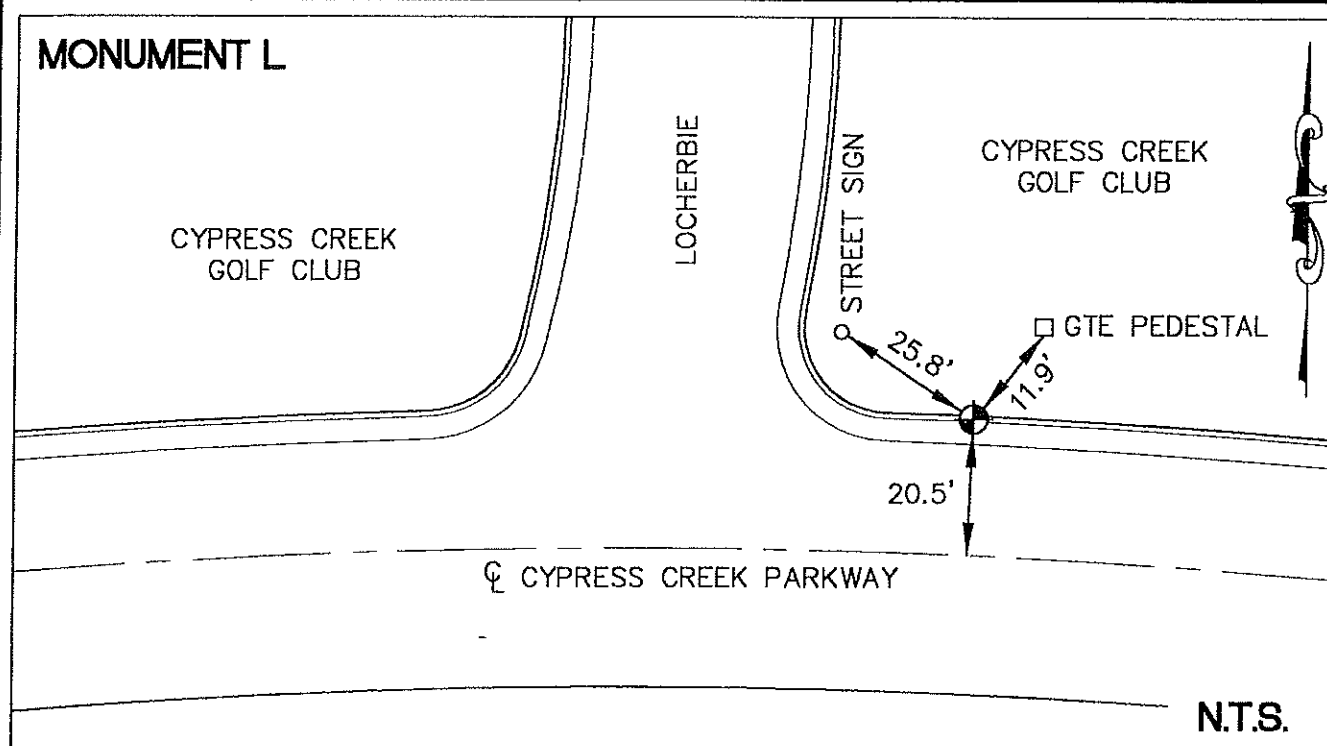 MONUMENT L
LOCHERBIE
STREET SIGN
CYPRESS CREEK
GOLF CLUB
CYPRESS CREEK
GOLF CLUB
GTE PEDESTAL
25.8'
11.9'
20.5'
℄ CYPRESS CREEK PARKWAY
N.T.S.